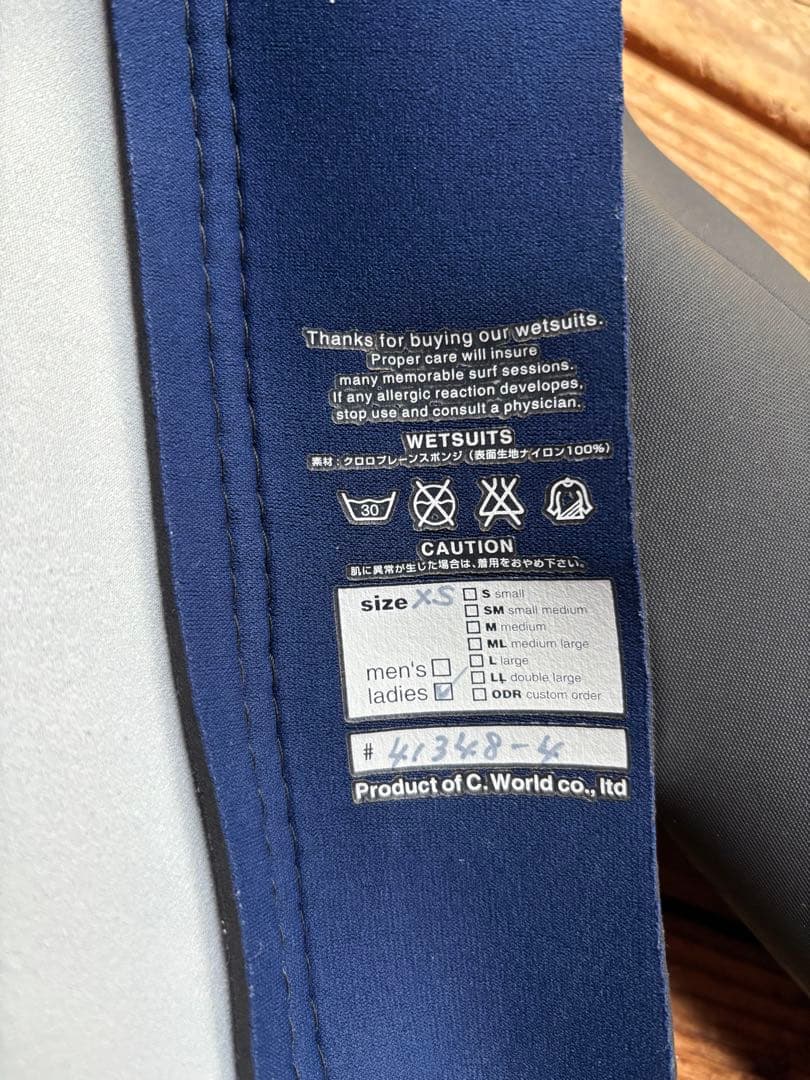 Thanks for buying our wetsuits.
Proper care will insure
many memorable surf sessions.
If any allergic reaction developes,
stop use and consult a physician.
WETSUITS
素材：クロロプレーンスポンジ（表面生地ナイロン100%）
30
CAUTION
肌に異常が生じた場合は、着用をおやめ下さい。
size XS
S small
SM small medium
M medium
ML medium large
L large
LL double large
ODR custom order
men's
ladies
# 41348-4
Product of C. World co., ltd